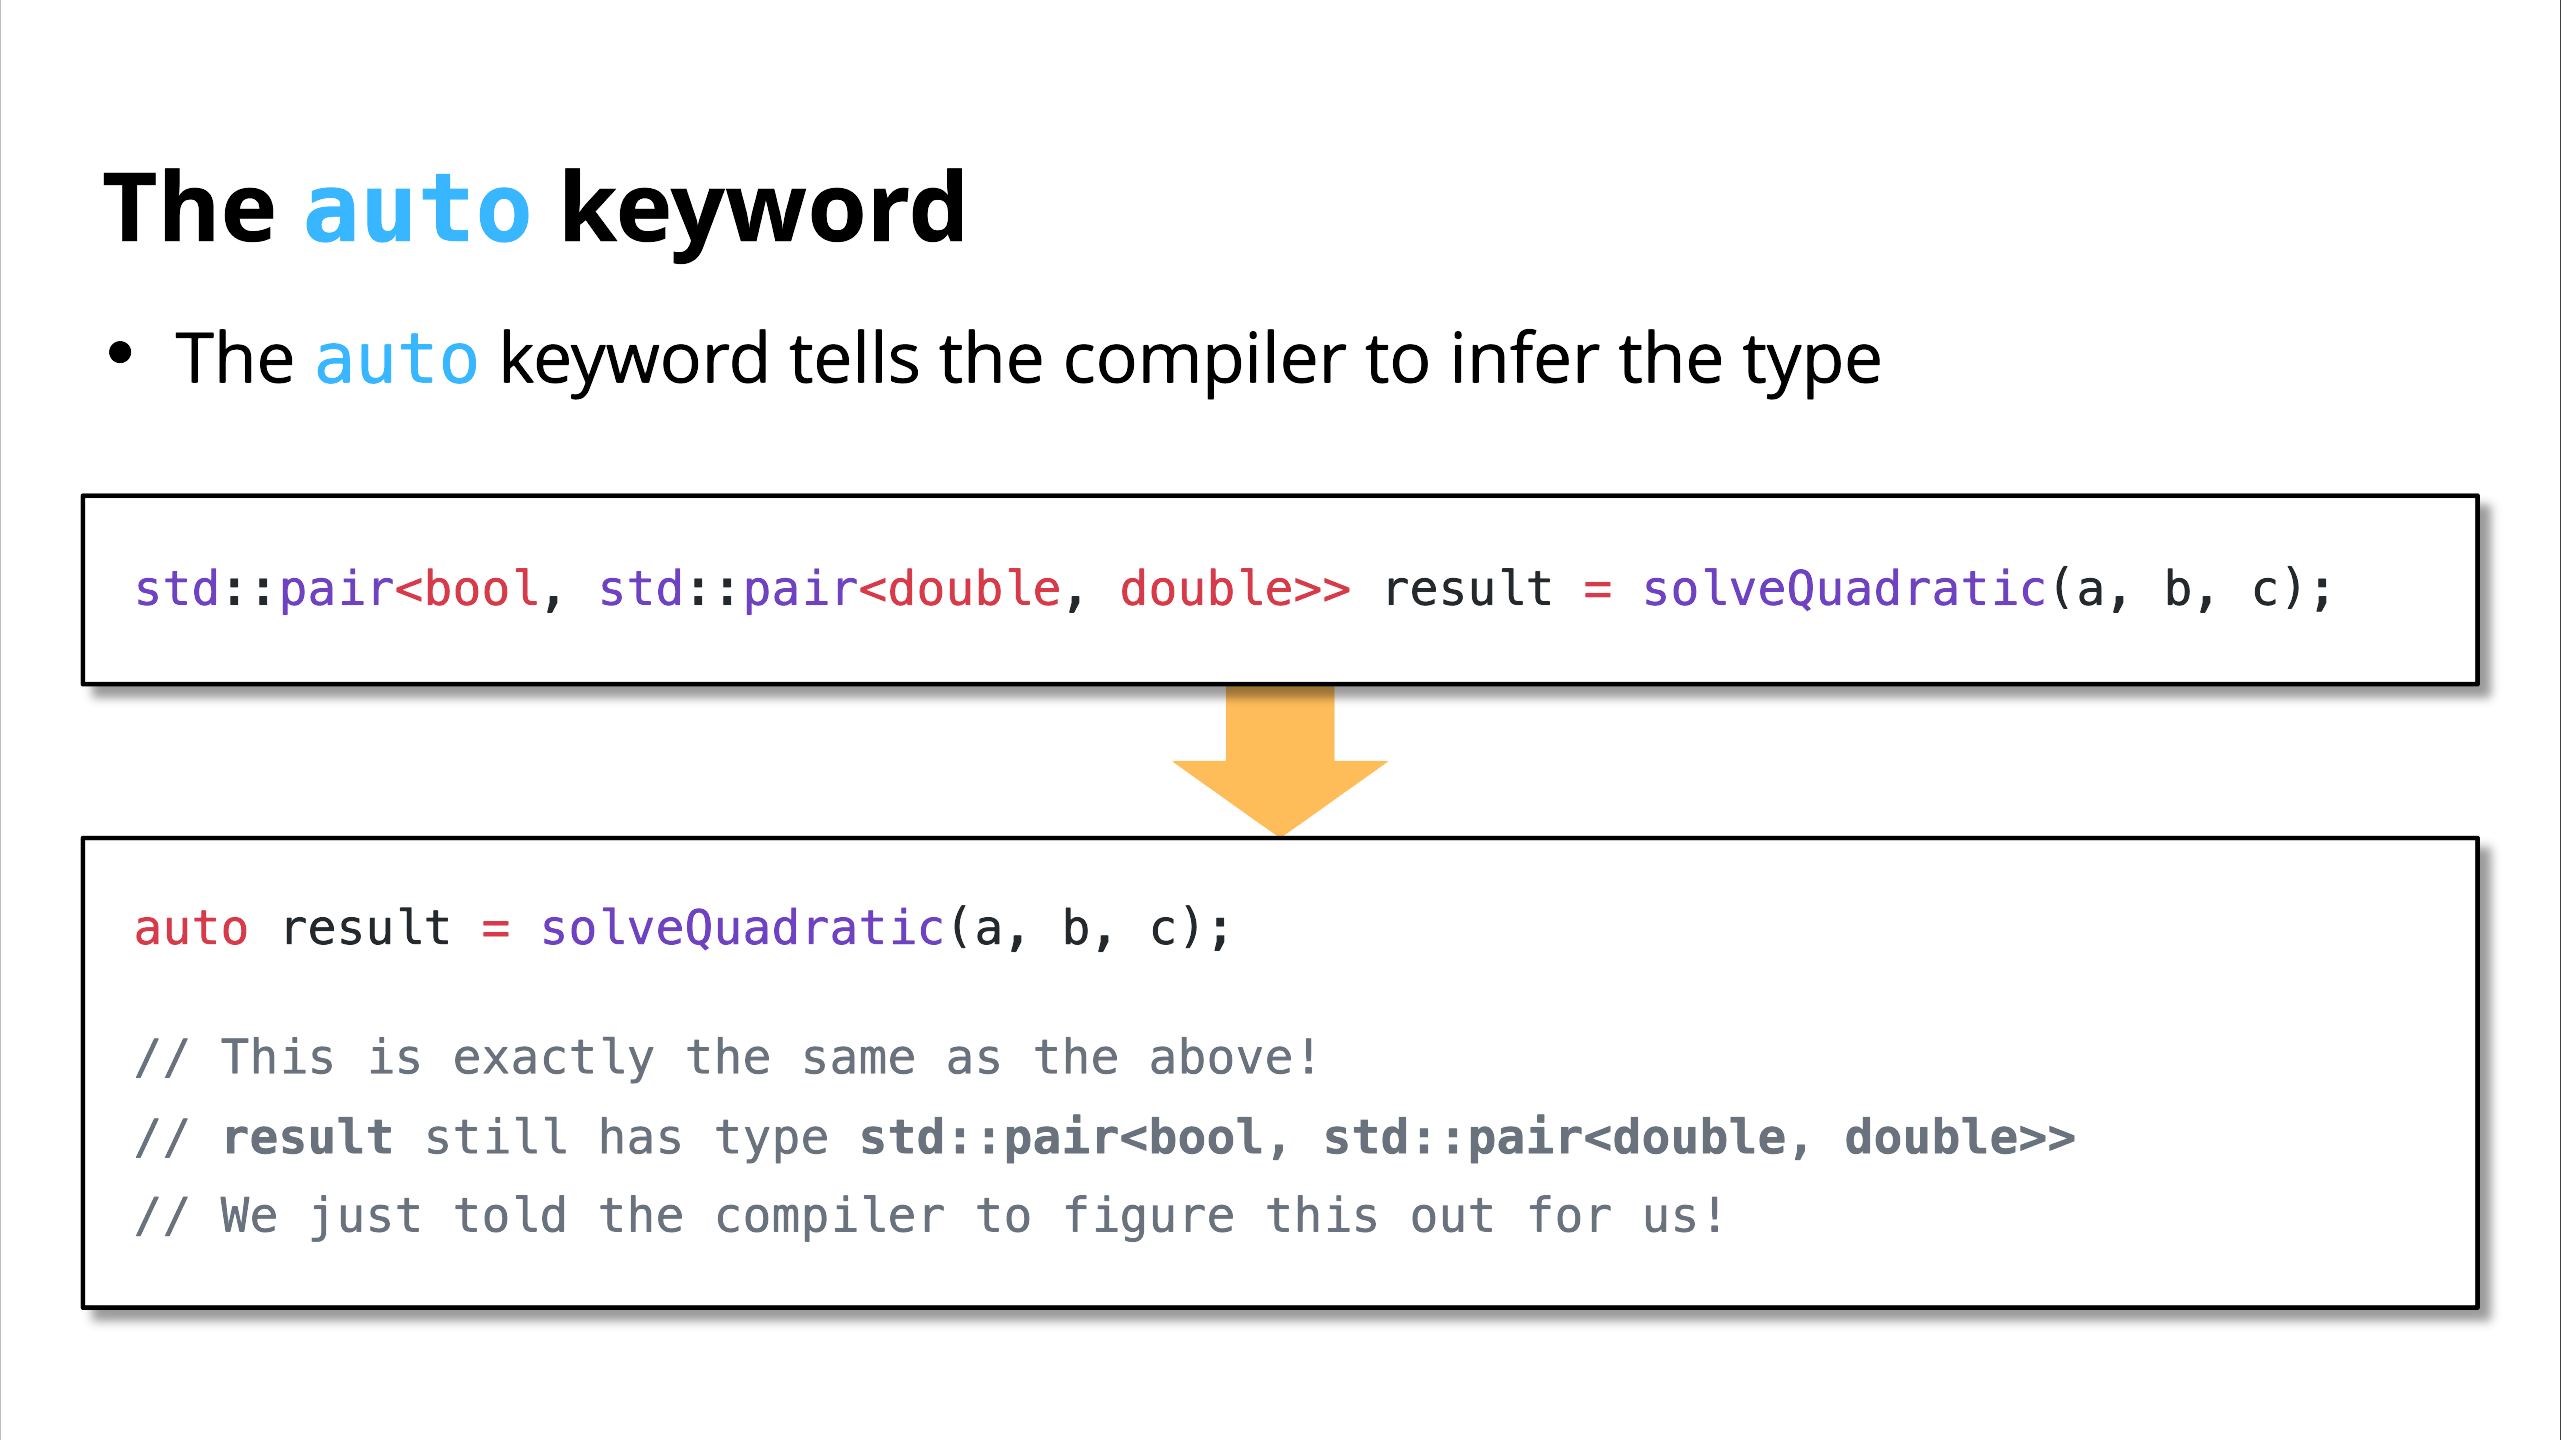 The auto keyword
• The auto keyword tells the compiler to infer the type
std::pair<bool, std::pair<double, double>> result = solveQuadratic(a, b, c);
auto result = solveQuadratic(a, b, c);
// This is exactly the same as the above!
// result still has type std::pair<bool, std::pair<double, double>>
// We just told the compiler to figure this out for us!